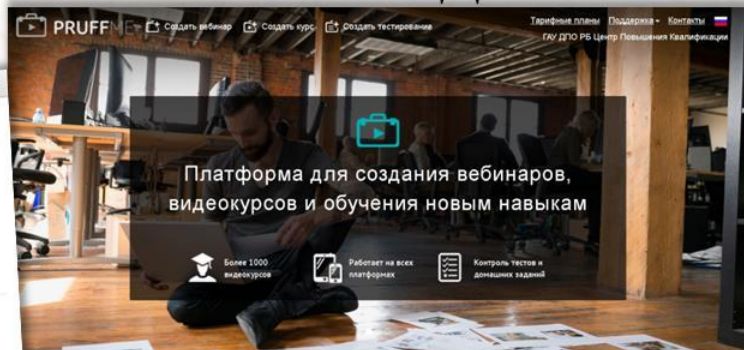 PRUFFME
Создать вебинар Создать курс Создать тестирование
Тарифные планы Поддержка Контакты
ГАУ ДПО РБ Центр Повышения Квалификации
Платформа для создания вебинаров,
видеокурсов и обучения новым навыкам
Более 1000
видеокурсов
Работает на всех
платформах
Контроль тестов и
домашних заданий